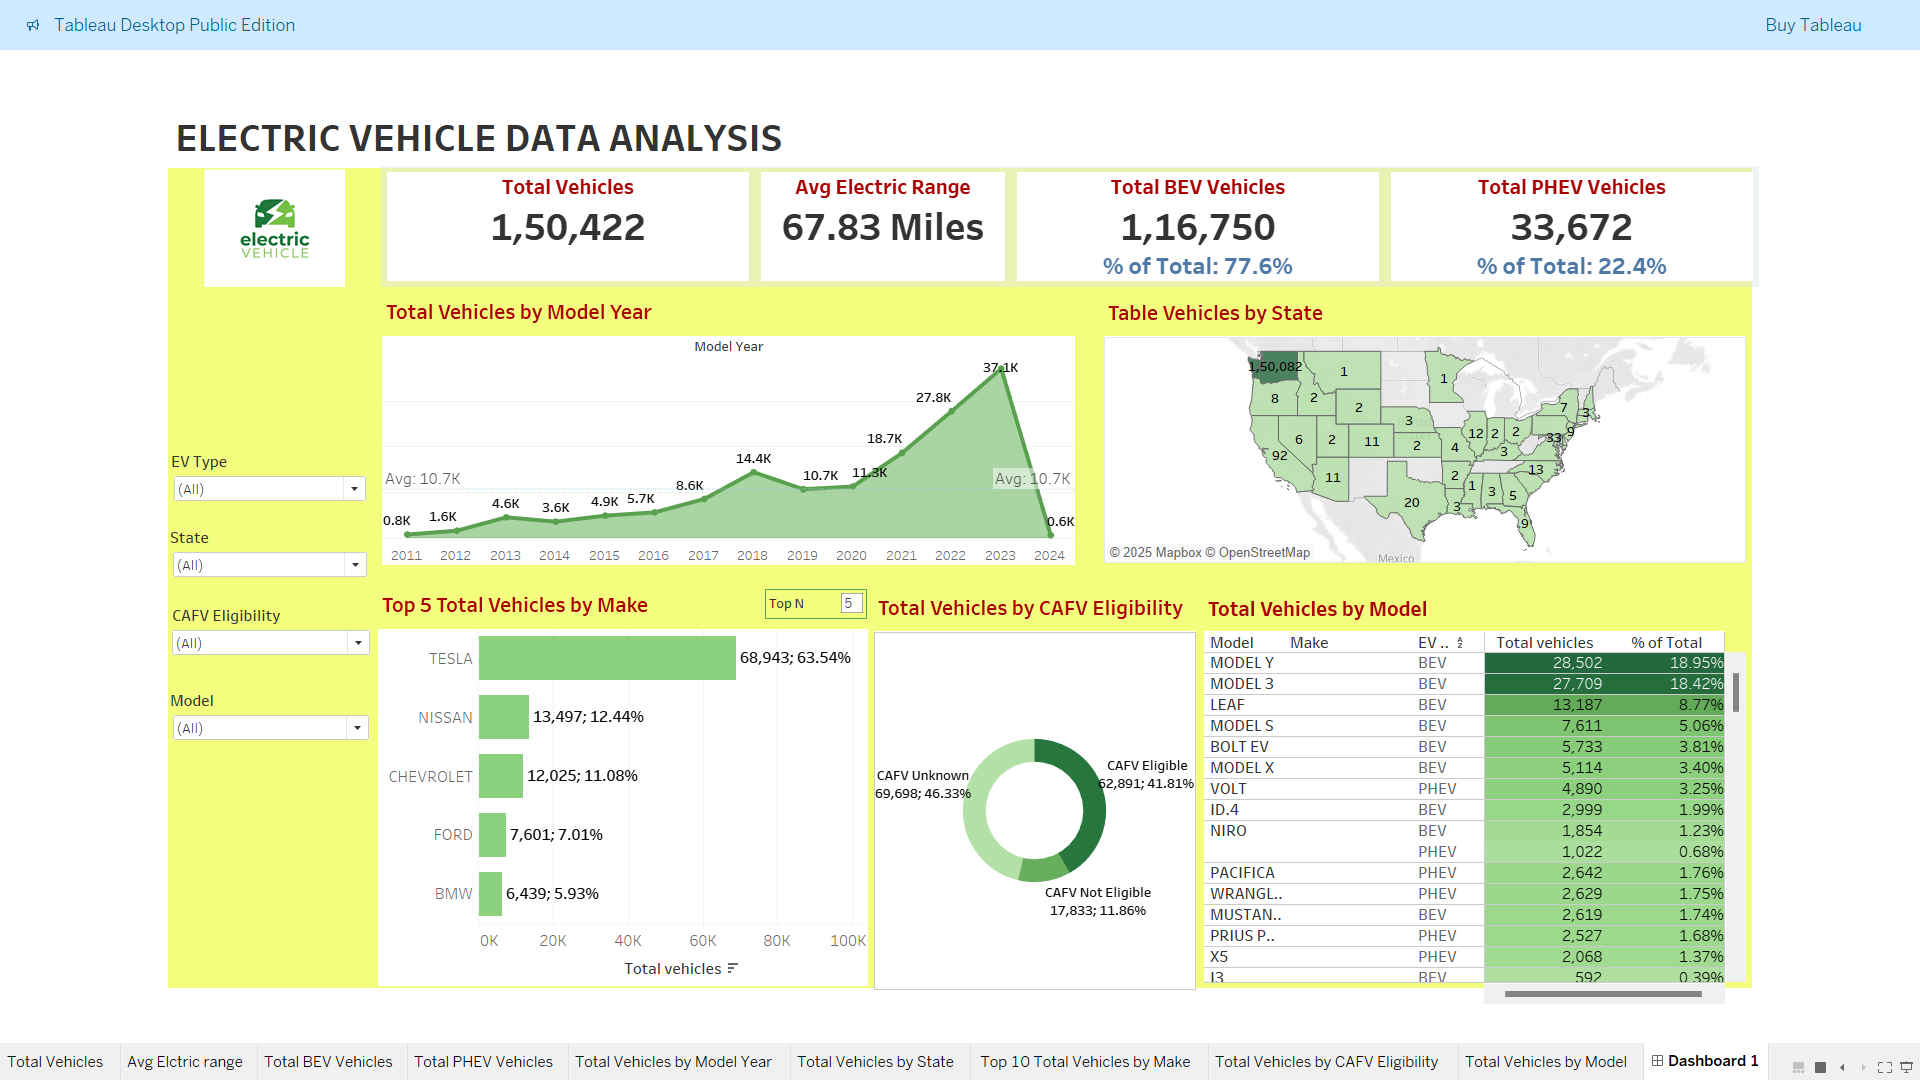 Tableau Desktop Public Edition
Buy Tableau
ELECTRIC VEHICLE DATA ANALYSIS
electric
VEHICLE
Total Vehicles
1,50,422
Avg Electric Range
67.83 Miles
Total BEV Vehicles
1,16,750
% of Total: 77.6%
Total PHEV Vehicles
33,672
% of Total: 22.4%
EV Type
(All)
State
(All)
CAFV Eligibility
(All)
Model
(All)
Total Vehicles by Model Year
Model Year
37.1K
27.8K
18.7K
14.4K
10.7K
11.3K
8.6K
Avg: 10.7K
Avg: 10.7K
4.6K
3.6K
4.9K
5.7K
0.8K
1.6K
0.6K
2011 2012 2013 2014 2015 2016 2017 2018 2019 2020 2021 2022 2023 2024
Table Vehicles by State
1,50,082
1
1
8
2
2
3
7
3
6
2
11
2
4
12
2
2
3
33
9
92
11
2
1
3
5
13
20
3
9
Mexico
© 2025 Mapbox © OpenStreetMap
Top 5 Total Vehicles by Make
Top N 5
TESLA 68,943; 63.54%
NISSAN 13,497; 12.44%
CHEVROLET 12,025; 11.08%
FORD 7,601; 7.01%
BMW 6,439; 5.93%
0K 20K 40K 60K 80K 100K
Total vehicles
Total Vehicles by CAFV Eligibility
CAFV Eligible
62,891; 41.81%
CAFV Unknown
69,698; 46.33%
CAFV Not Eligible
17,833; 11.86%
Total Vehicles by Model
Model Make EV .. Total vehicles % of Total
MODEL Y BEV 28,502 18.95%
MODEL 3 BEV 27,709 18.42%
LEAF BEV 13,187 8.77%
MODEL S BEV 7,611 5.06%
BOLT EV BEV 5,733 3.81%
MODEL X BEV 5,114 3.40%
VOLT PHEV 4,890 3.25%
ID.4 BEV 2,999 1.99%
NIRO BEV 1,854 1.23%
PHEV 1,022 0.68%
PACIFICA PHEV 2,642 1.76%
WRANGL.. PHEV 2,629 1.75%
MUSTAN.. BEV 2,619 1.74%
PRIUS P.. PHEV 2,527 1.68%
X5 PHEV 2,068 1.37%
I3 BEV 592 0.39%
Total Vehicles
Avg Elctric range
Total BEV Vehicles
Total PHEV Vehicles
Total Vehicles by Model Year
Total Vehicles by State
Top 10 Total Vehicles by Make
Total Vehicles by CAFV Eligibility
Total Vehicles by Model
Dashboard 1